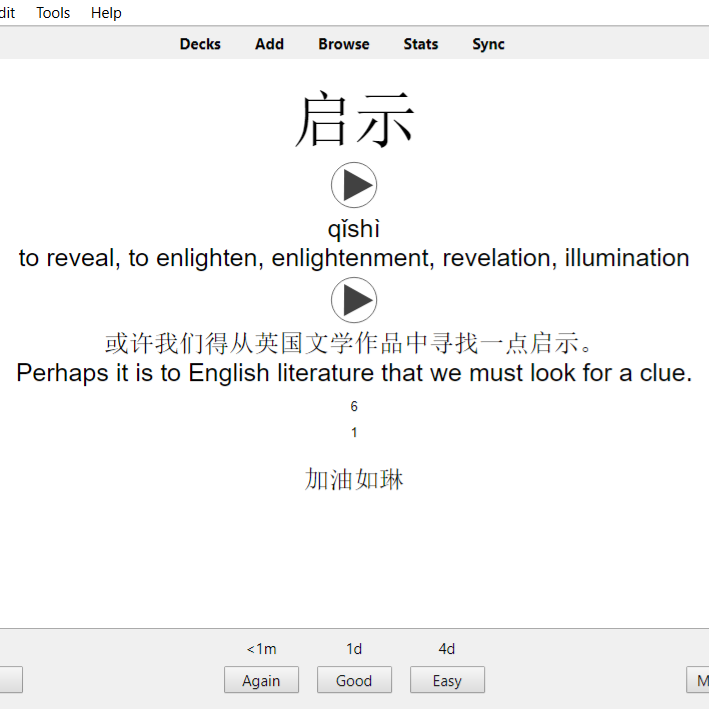 dit Tools Help
Decks Add Browse Stats Sync
启示
qǐshì
to reveal, to enlighten, enlightenment, revelation, illumination
或许我们得从英国文学作品中寻找一点启示。
Perhaps it is to English literature that we must look for a clue.
6
1
加油如琳
<1m 1d 4d
Again Good Easy M